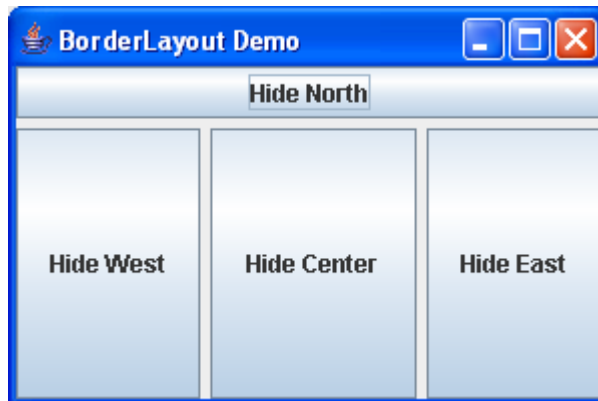 BorderLayout Demo
Hide North
Hide West
Hide Center
Hide East